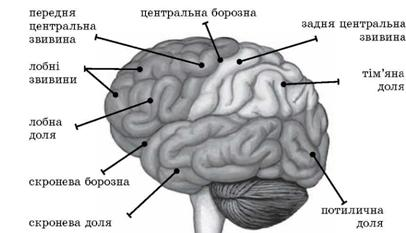 передня
центральна
звивина
центральна борозна
задня центральна
звивина
лобні
звивини
тім’яна
доля
лобна
доля
скронева борозна
скронева доля
потилична
доля